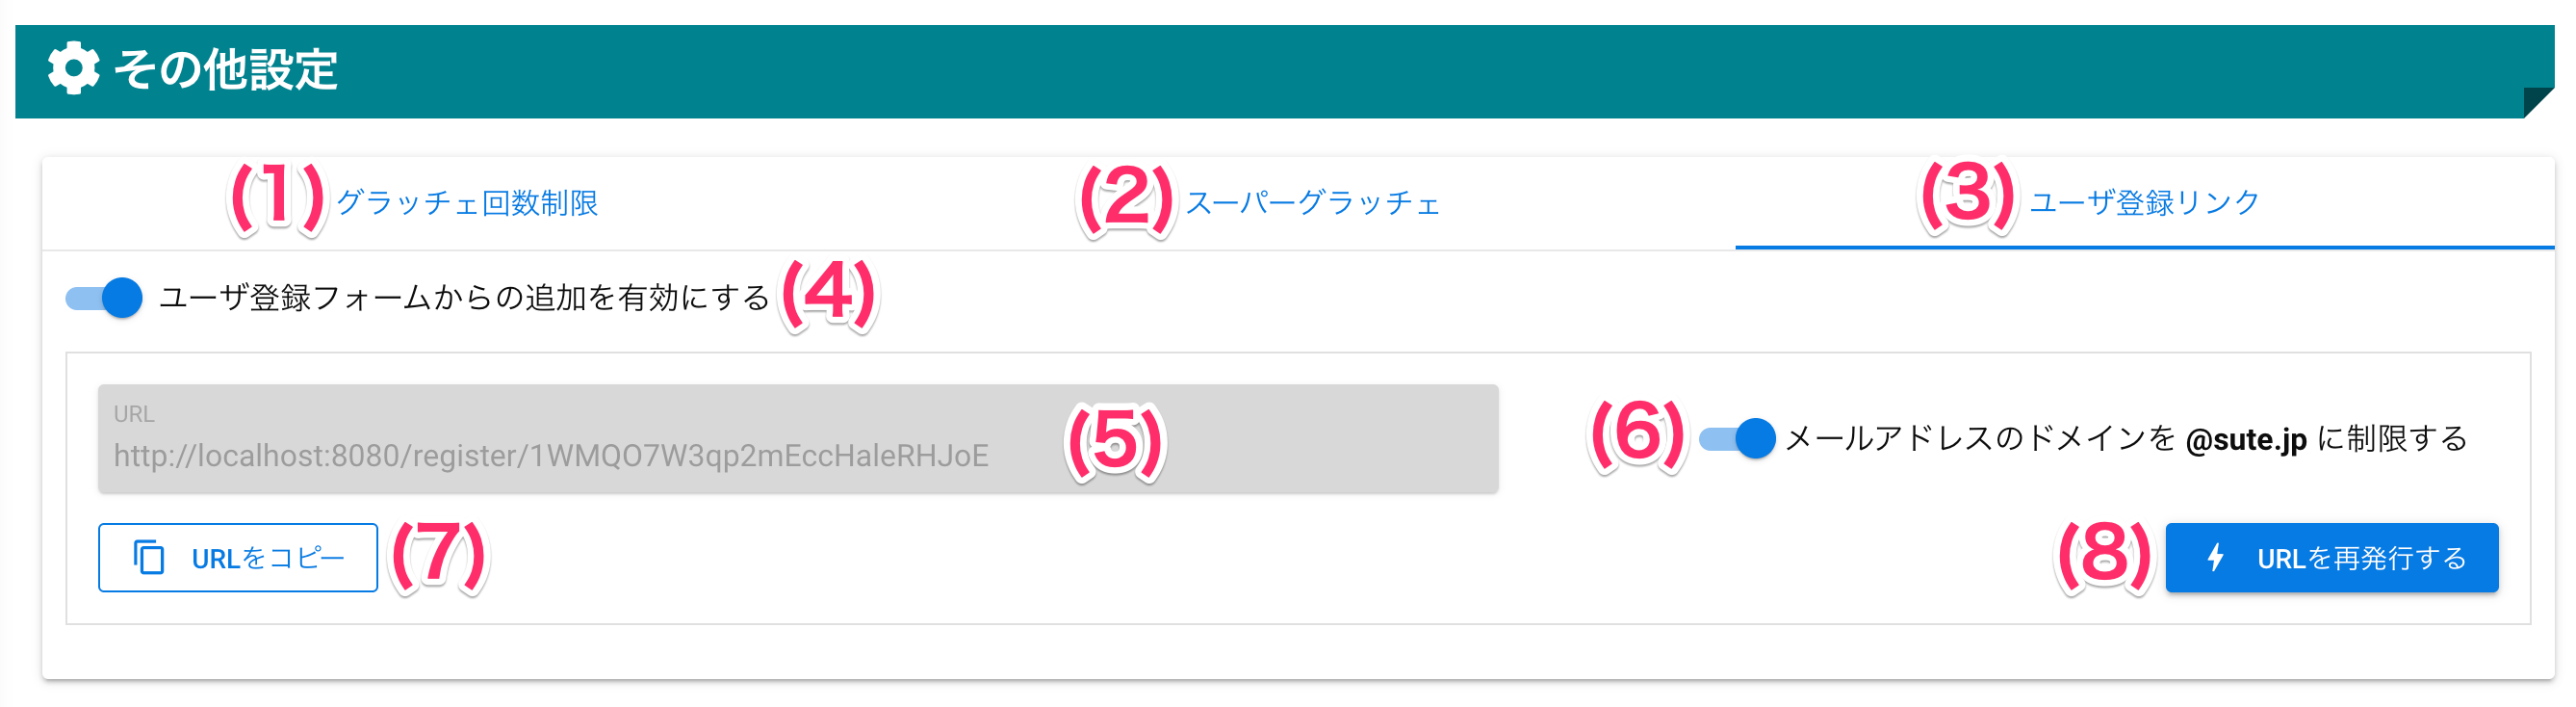 その他設定
(1) グラッチェ回数制限 (2) スーパーグラッチェ (3) ユーザ登録リンク
ユーザ登録フォームからの追加を有効にする (4)
URL
http://localhost:8080/register/1WMQO7W3qp2mEccHaleRHJoE (5)
(6) メールアドレスのドメインを @sute.jp に制限する
URLをコピー (7)
(8) URLを再発行する